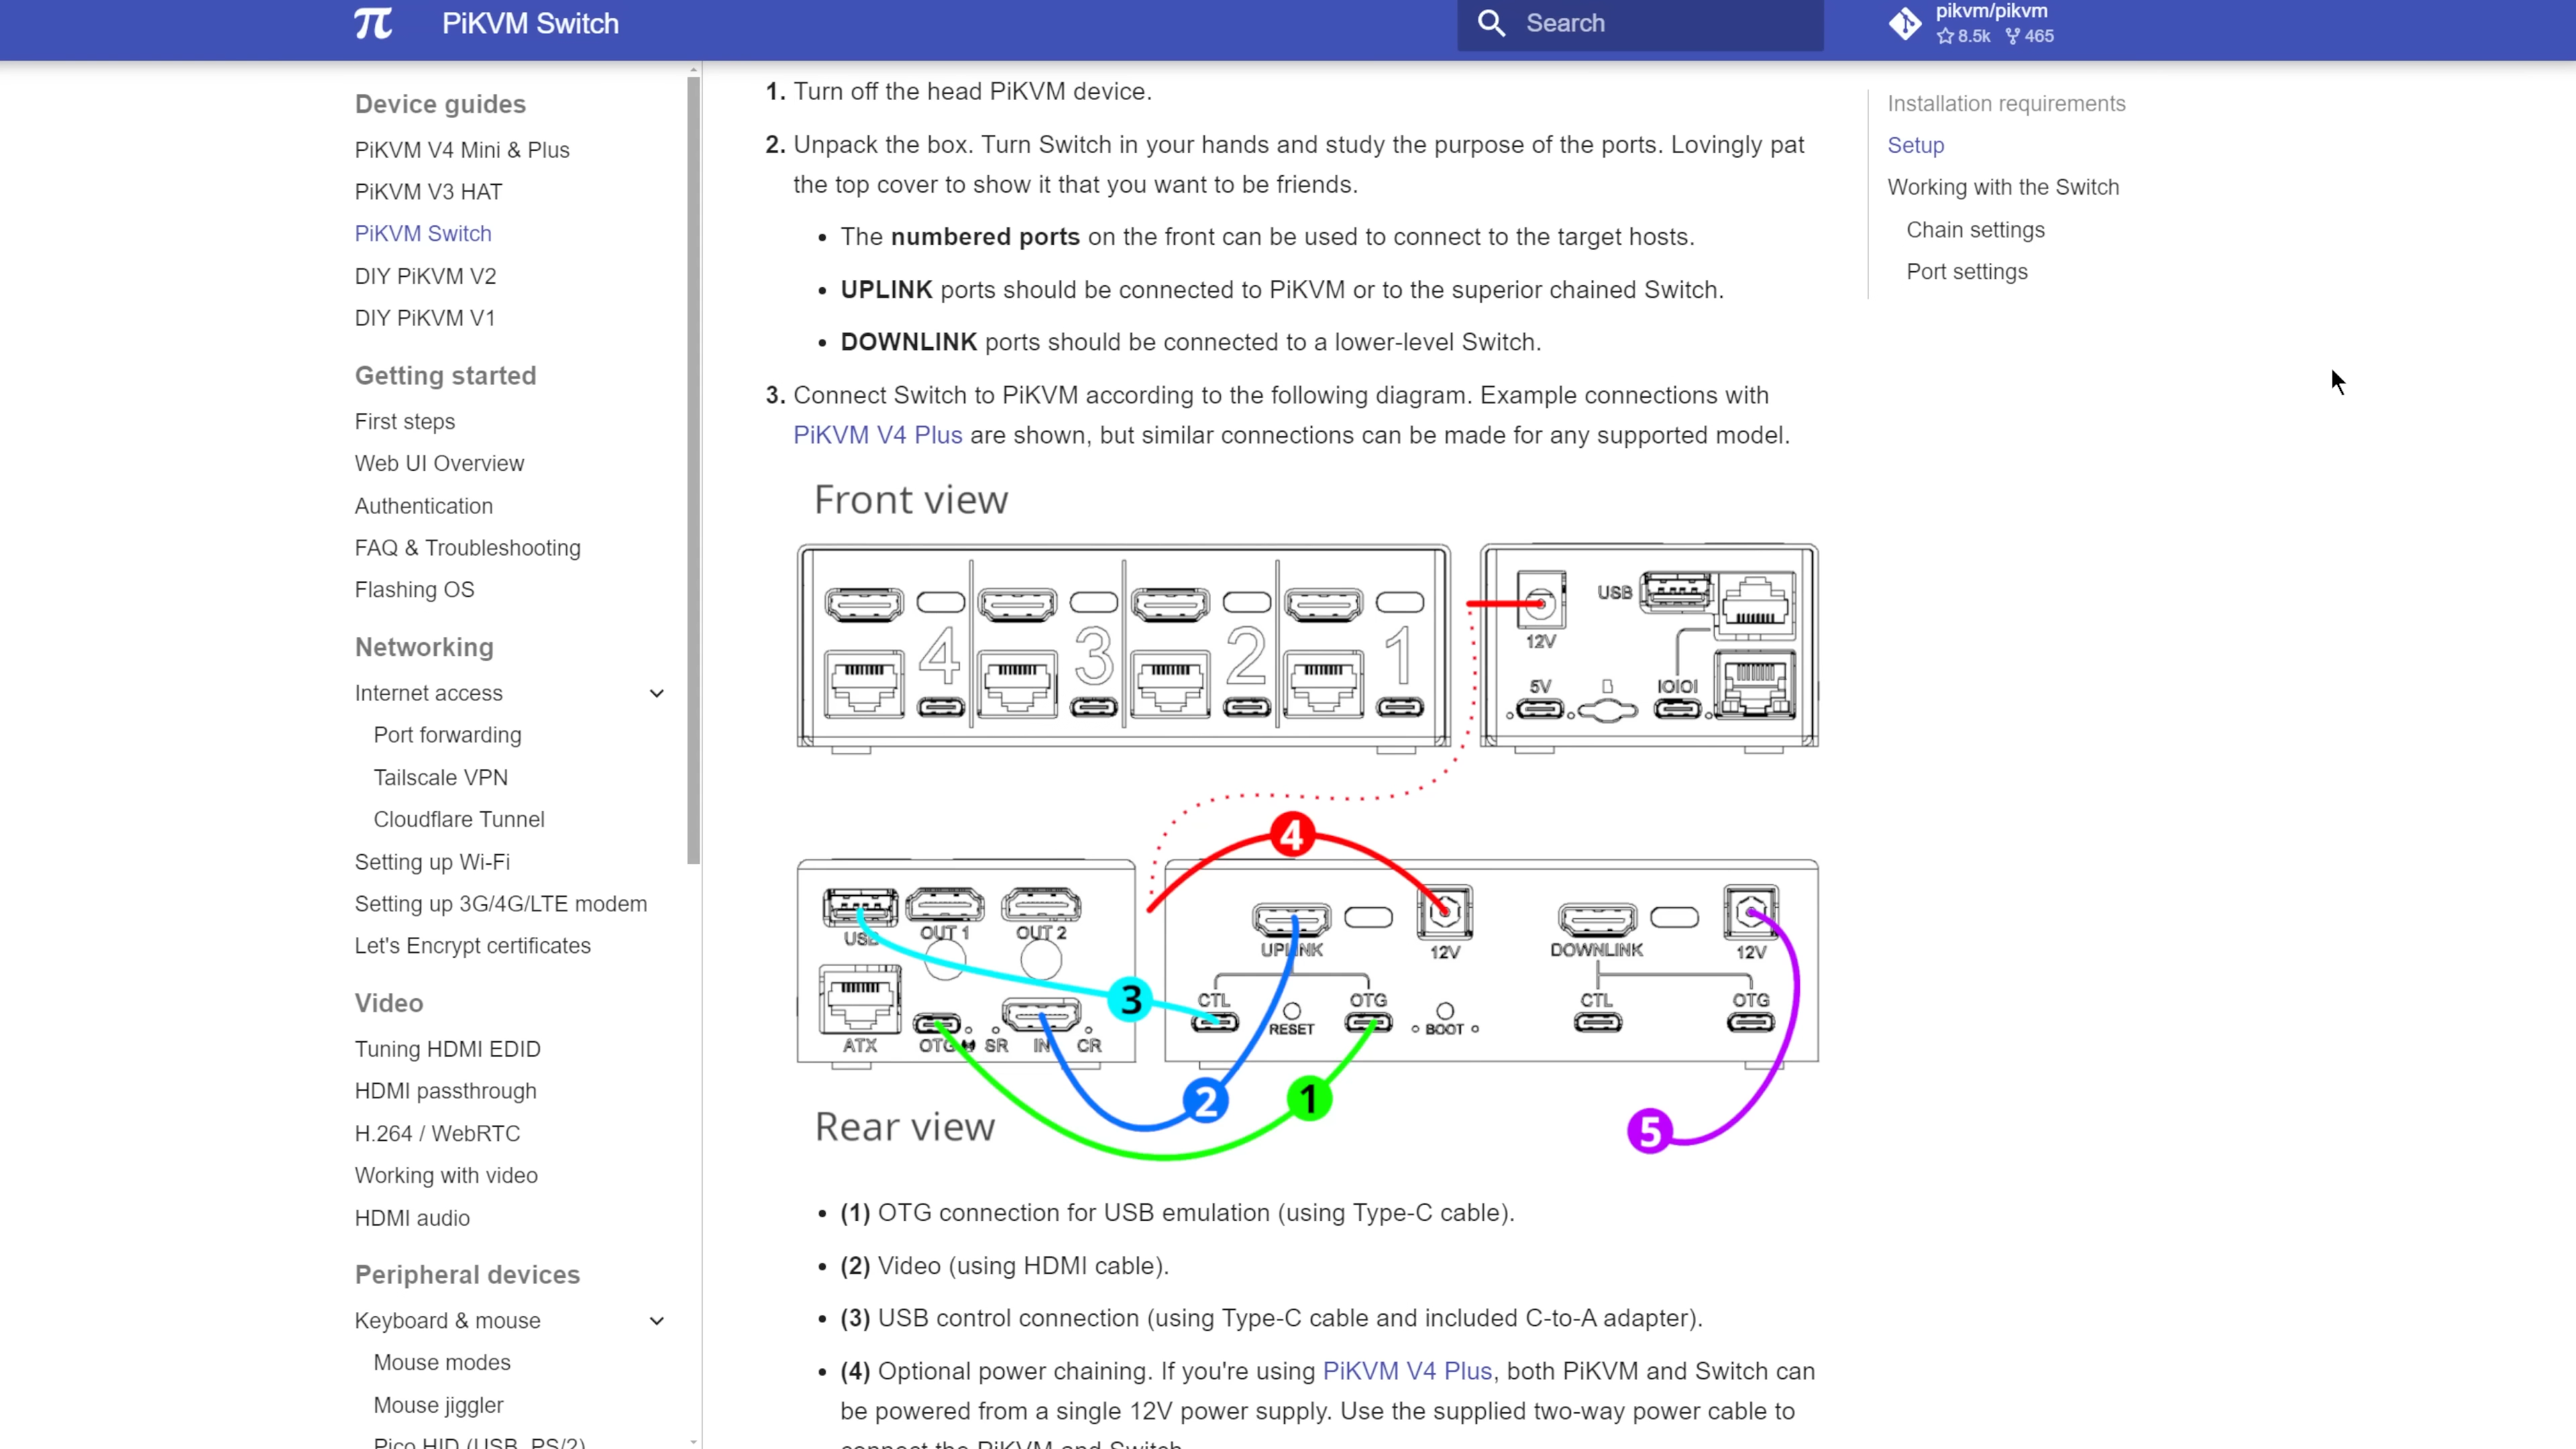 PiKVM Switch
Search
pikvm/pikvm
8.5k 465
Device guides
PiKVM V4 Mini & Plus
PiKVM V3 HAT
PiKVM Switch
DIY PiKVM V2
DIY PiKVM V1
Getting started
First steps
Web UI Overview
Authentication
FAQ & Troubleshooting
Flashing OS
Networking
Internet access
Port forwarding
Tailscale VPN
Cloudflare Tunnel
Setting up Wi-Fi
Setting up 3G/4G/LTE modem
Let's Encrypt certificates
Video
Tuning HDMI EDID
HDMI passthrough
H.264 / WebRTC
Working with video
HDMI audio
Peripheral devices
Keyboard & mouse
Mouse modes
Mouse jiggler
Pico HID (USB, PS/2)
1. Turn off the head PiKVM device.
2. Unpack the box. Turn Switch in your hands and study the purpose of the ports. Lovingly pat
the top cover to show it that you want to be friends.
• The numbered ports on the front can be used to connect to the target hosts.
• UPLINK ports should be connected to PiKVM or to the superior chained Switch.
• DOWNLINK ports should be connected to a lower-level Switch.
3. Connect Switch to PiKVM according to the following diagram. Example connections with
PiKVM V4 Plus are shown, but similar connections can be made for any supported model.
Front view
4 3 2 1
12V USB
5V IOIOI
4
USB OUT 1 OUT 2
UPLINK 12V DOWNLINK 12V
3
CTL OTG CTL OTG
RESET BOOT
ATX OTG SR IN CR
2 1 5
Rear view
• (1) OTG connection for USB emulation (using Type-C cable).
• (2) Video (using HDMI cable).
• (3) USB control connection (using Type-C cable and included C-to-A adapter).
• (4) Optional power chaining. If you're using PiKVM V4 Plus, both PiKVM and Switch can
be powered from a single 12V power supply. Use the supplied two-way power cable to
connect the PiKVM and Switch.
Installation requirements
Setup
Working with the Switch
Chain settings
Port settings